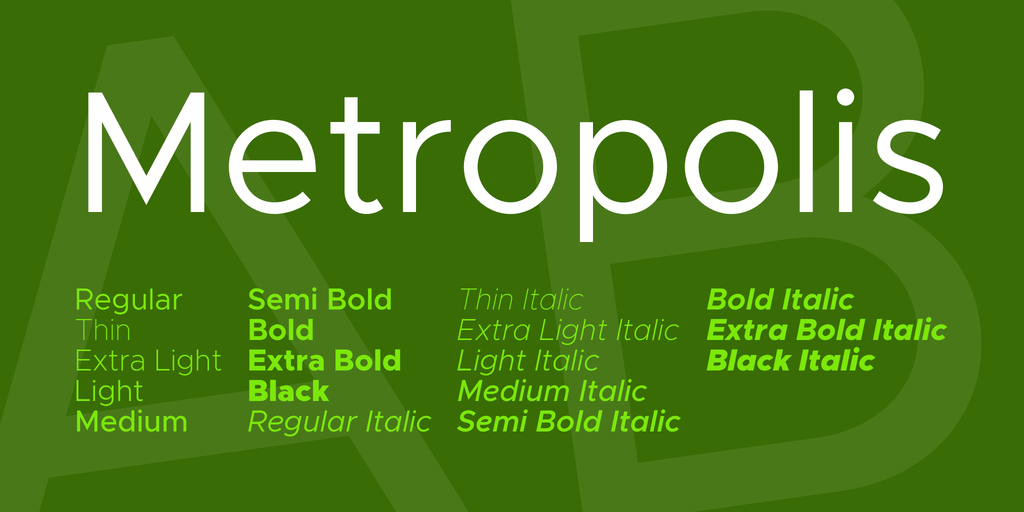 Metropolis
Regular
Thin
Extra Light
Light
Medium
Semi Bold
Bold
Extra Bold
Black
Regular Italic
Thin Italic
Extra Light Italic
Light Italic
Medium Italic
Semi Bold Italic
Bold Italic
Extra Bold Italic
Black Italic
AB